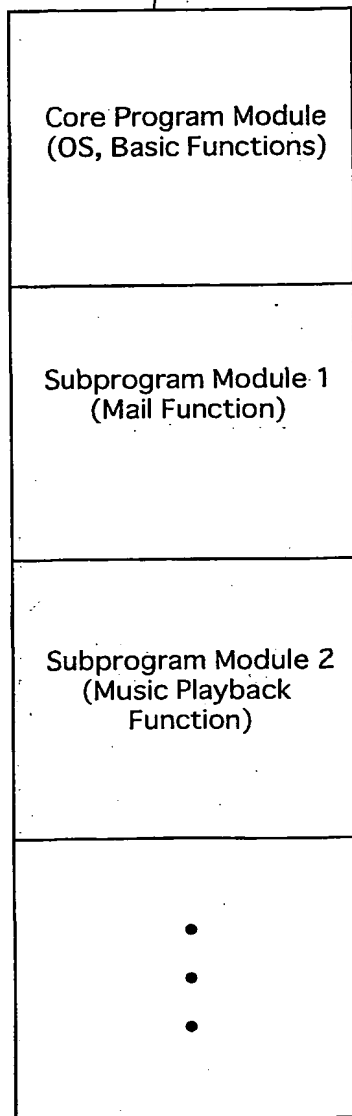 Core Program Module
(OS, Basic Functions)
Subprogram Module 1
(Mail Function)
Subprogram Module 2
(Music Playback
Function)